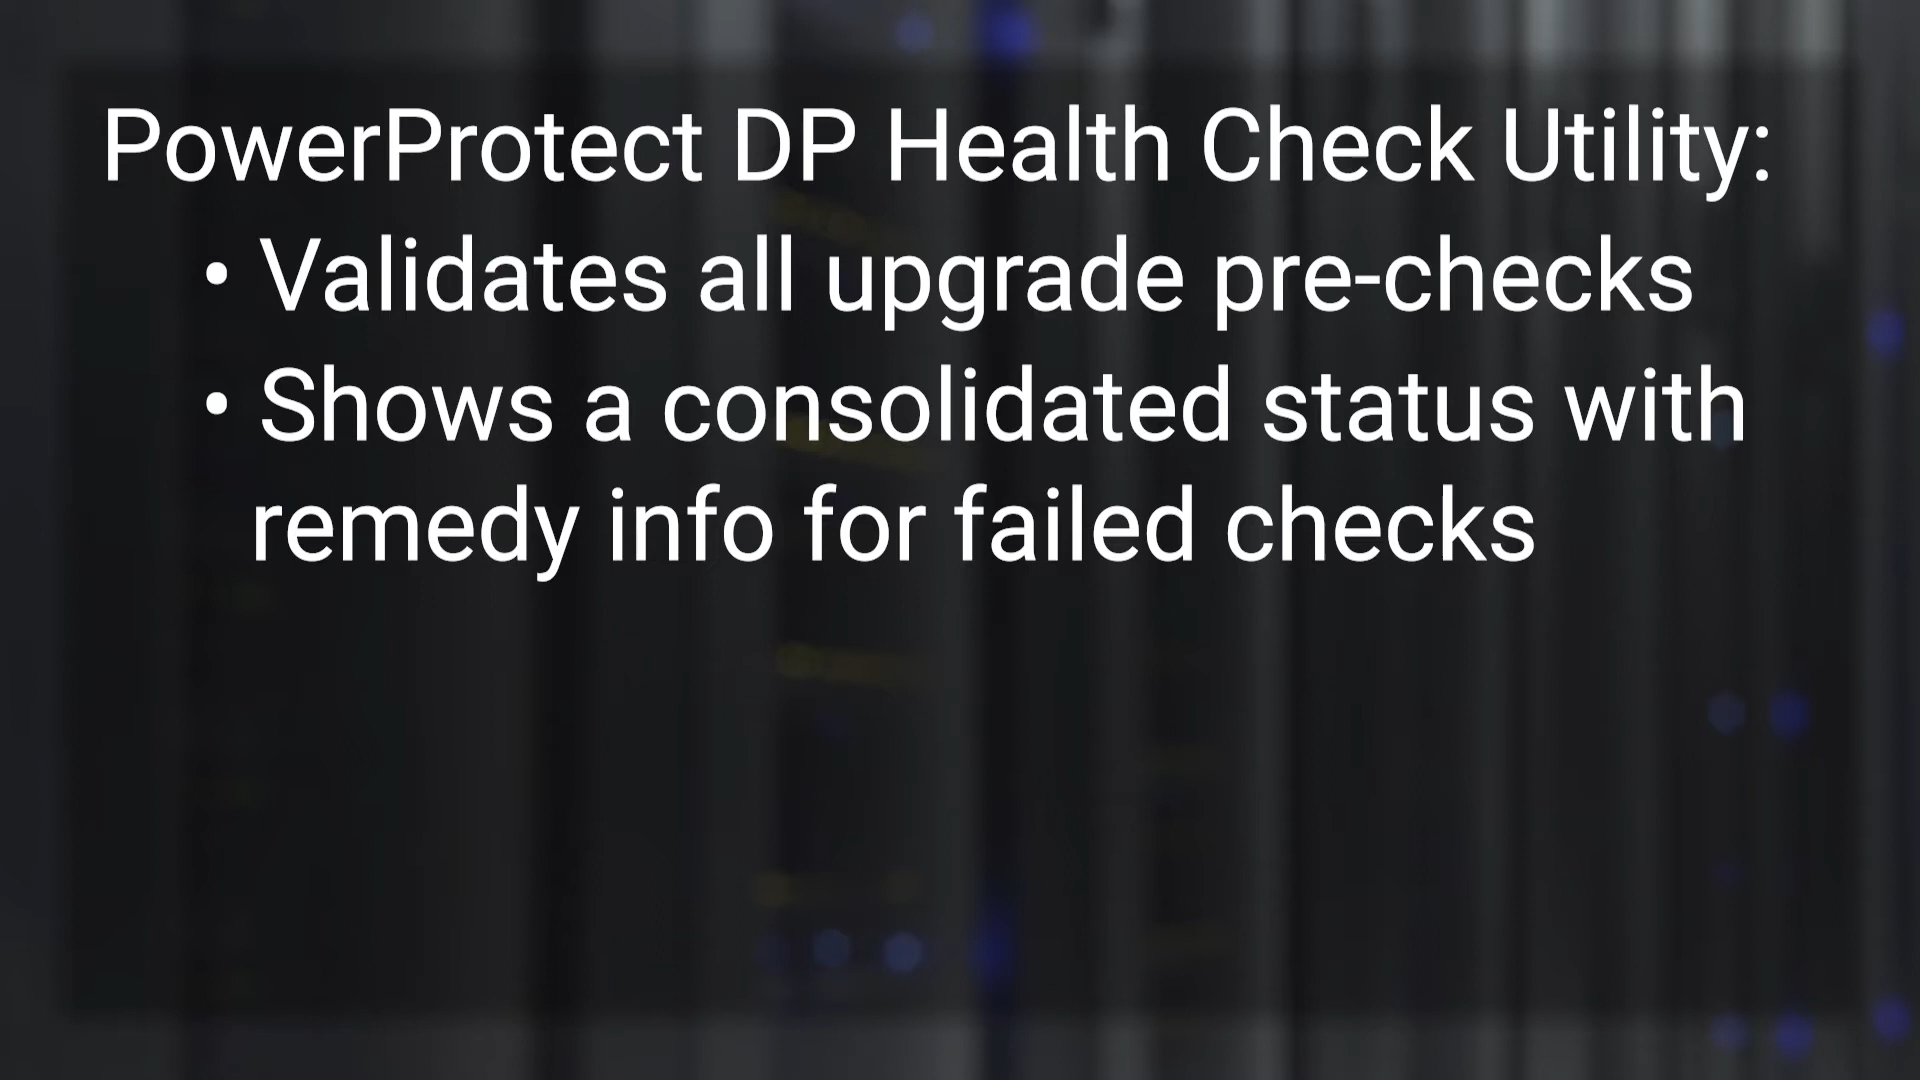 PowerProtect DP Health Check Utility:
• Validates all upgrade pre-checks
• Shows a consolidated status with
remedy info for failed checks